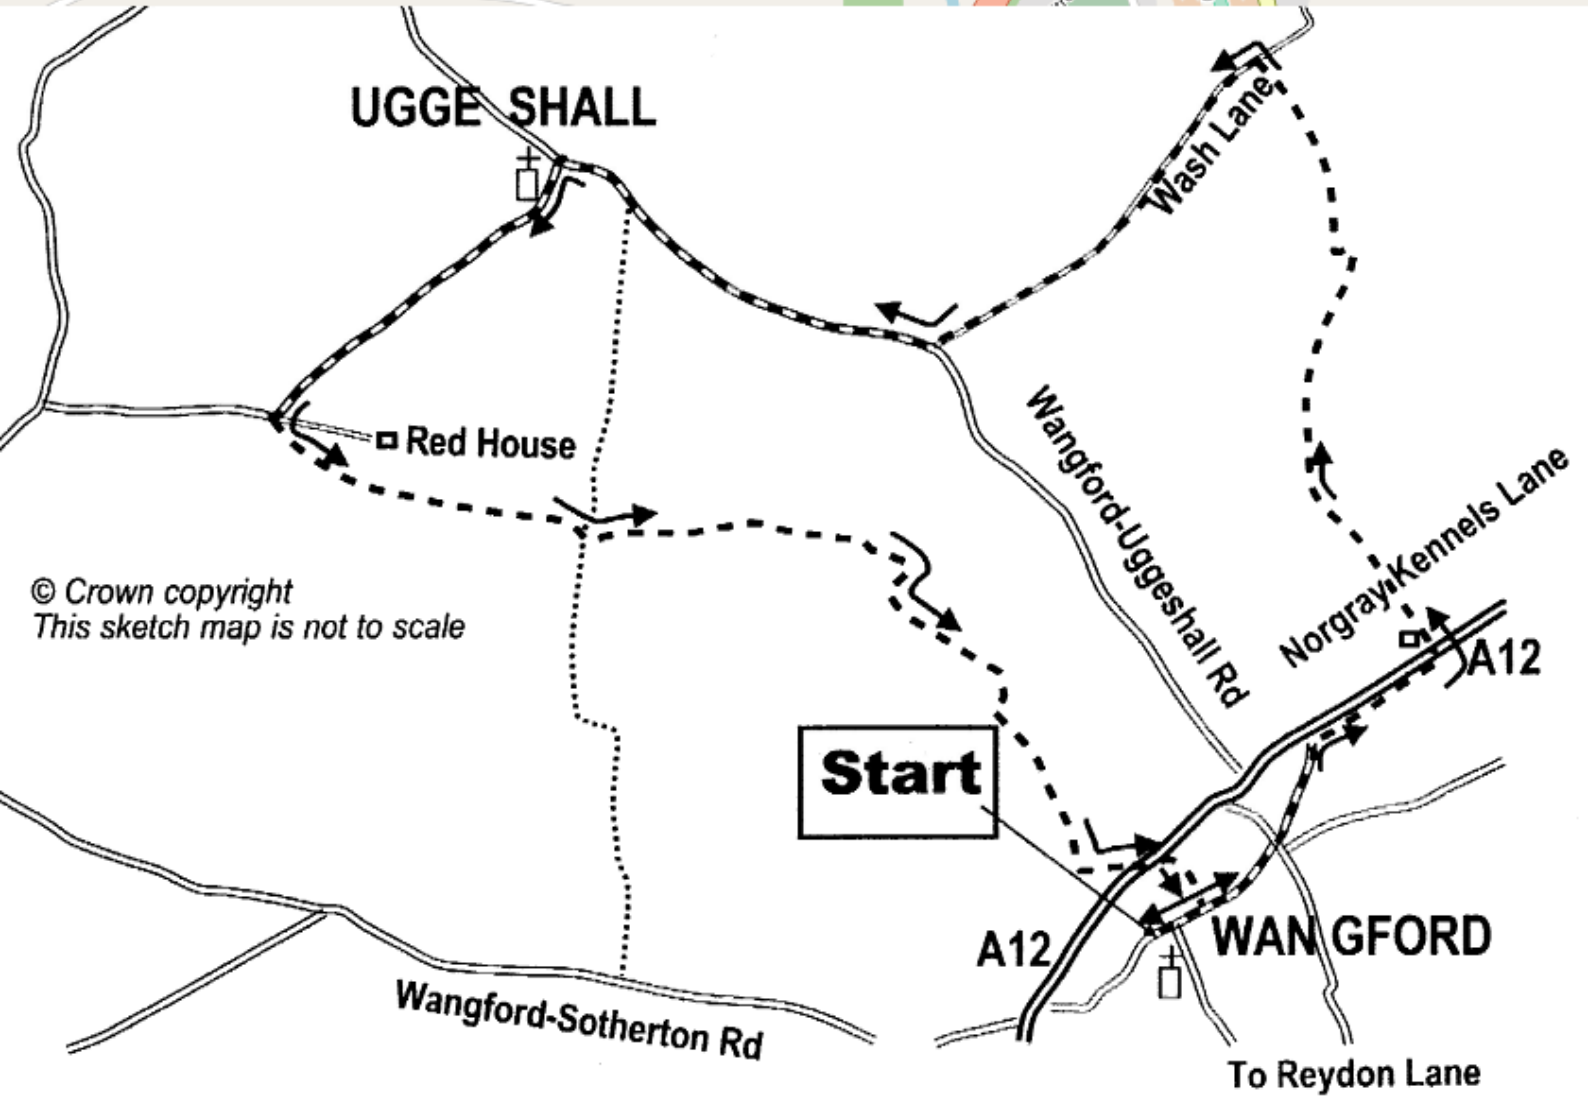 UGGE SHALL
Wash Lane
Red House
Wangford-Uggeshall Rd
Norgray Kennels Lane
© Crown copyright
This sketch map is not to scale
A12
Start
WAN GFORD
A12
Wangford-Sotherton Rd
To Reydon Lane